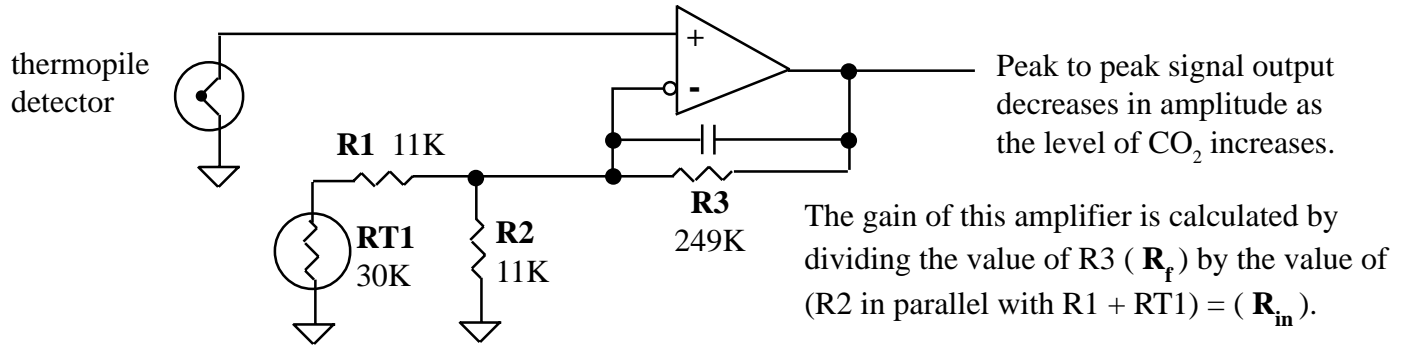 thermopile
detector
+
-
Peak to peak signal output
decreases in amplitude as
the level of CO2 increases.
R1 11K
R3
249K
RT1
30K
R2
11K
The gain of this amplifier is calculated by
dividing the value of R3 ( Rf ) by the value of
(R2 in parallel with R1 + RT1) = ( Rin ).